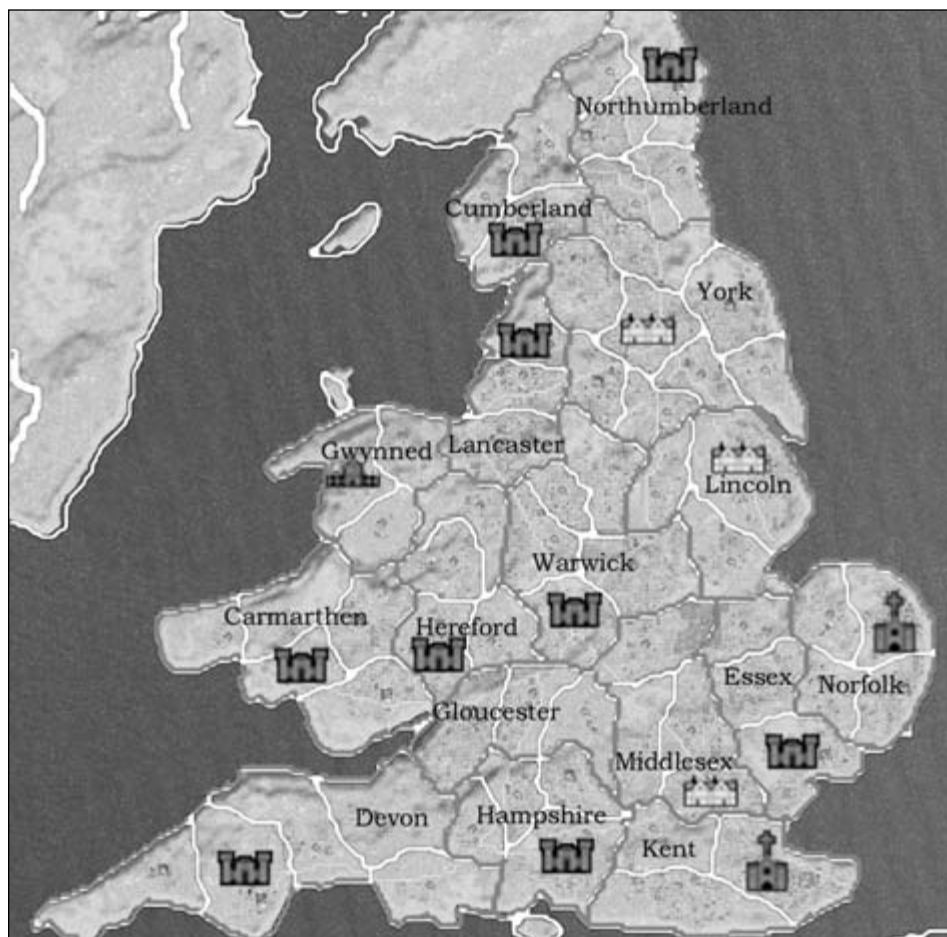 Northumberland
Cumberland
York
Gwynned
Lancaster
Lincoln
Warwick
Carmarthen
Hereford
Essex
Norfolk
Gloucester
Middlesex
Devon
Hampshire
Kent